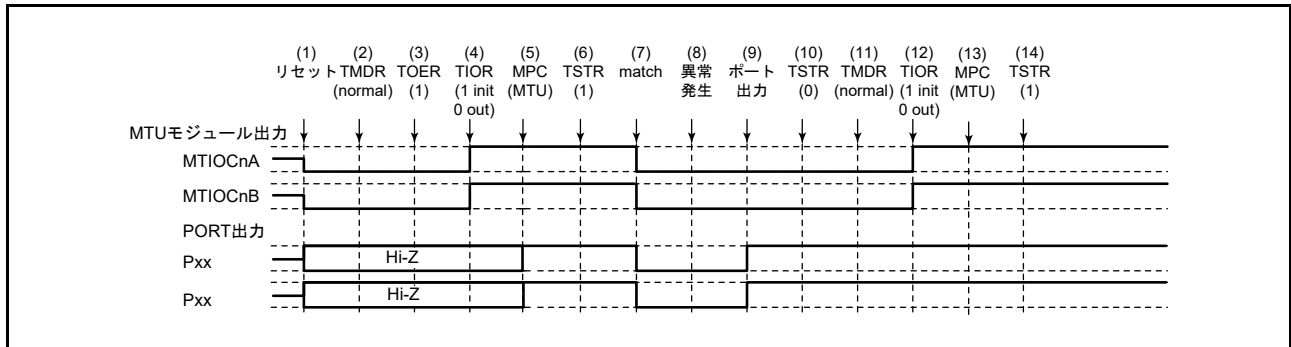 (1) (2) (3) (4) (5) (6) (7) (8) (9) (10) (11) (12) (13) (14)
リセット TMDR TOER TIOR MPC TSTR match 異常 ポート TSTR TMDR TIOR MPC TSTR
(normal) (1) (1 init (MTU) (1) 発生 出力 (0) (normal) (1 init (MTU) (1)
0 out) 0 out)
MTUモジュール出力
MTIOCnA
MTIOCnB
PORT出力
Pxx Hi-Z
Pxx Hi-Z